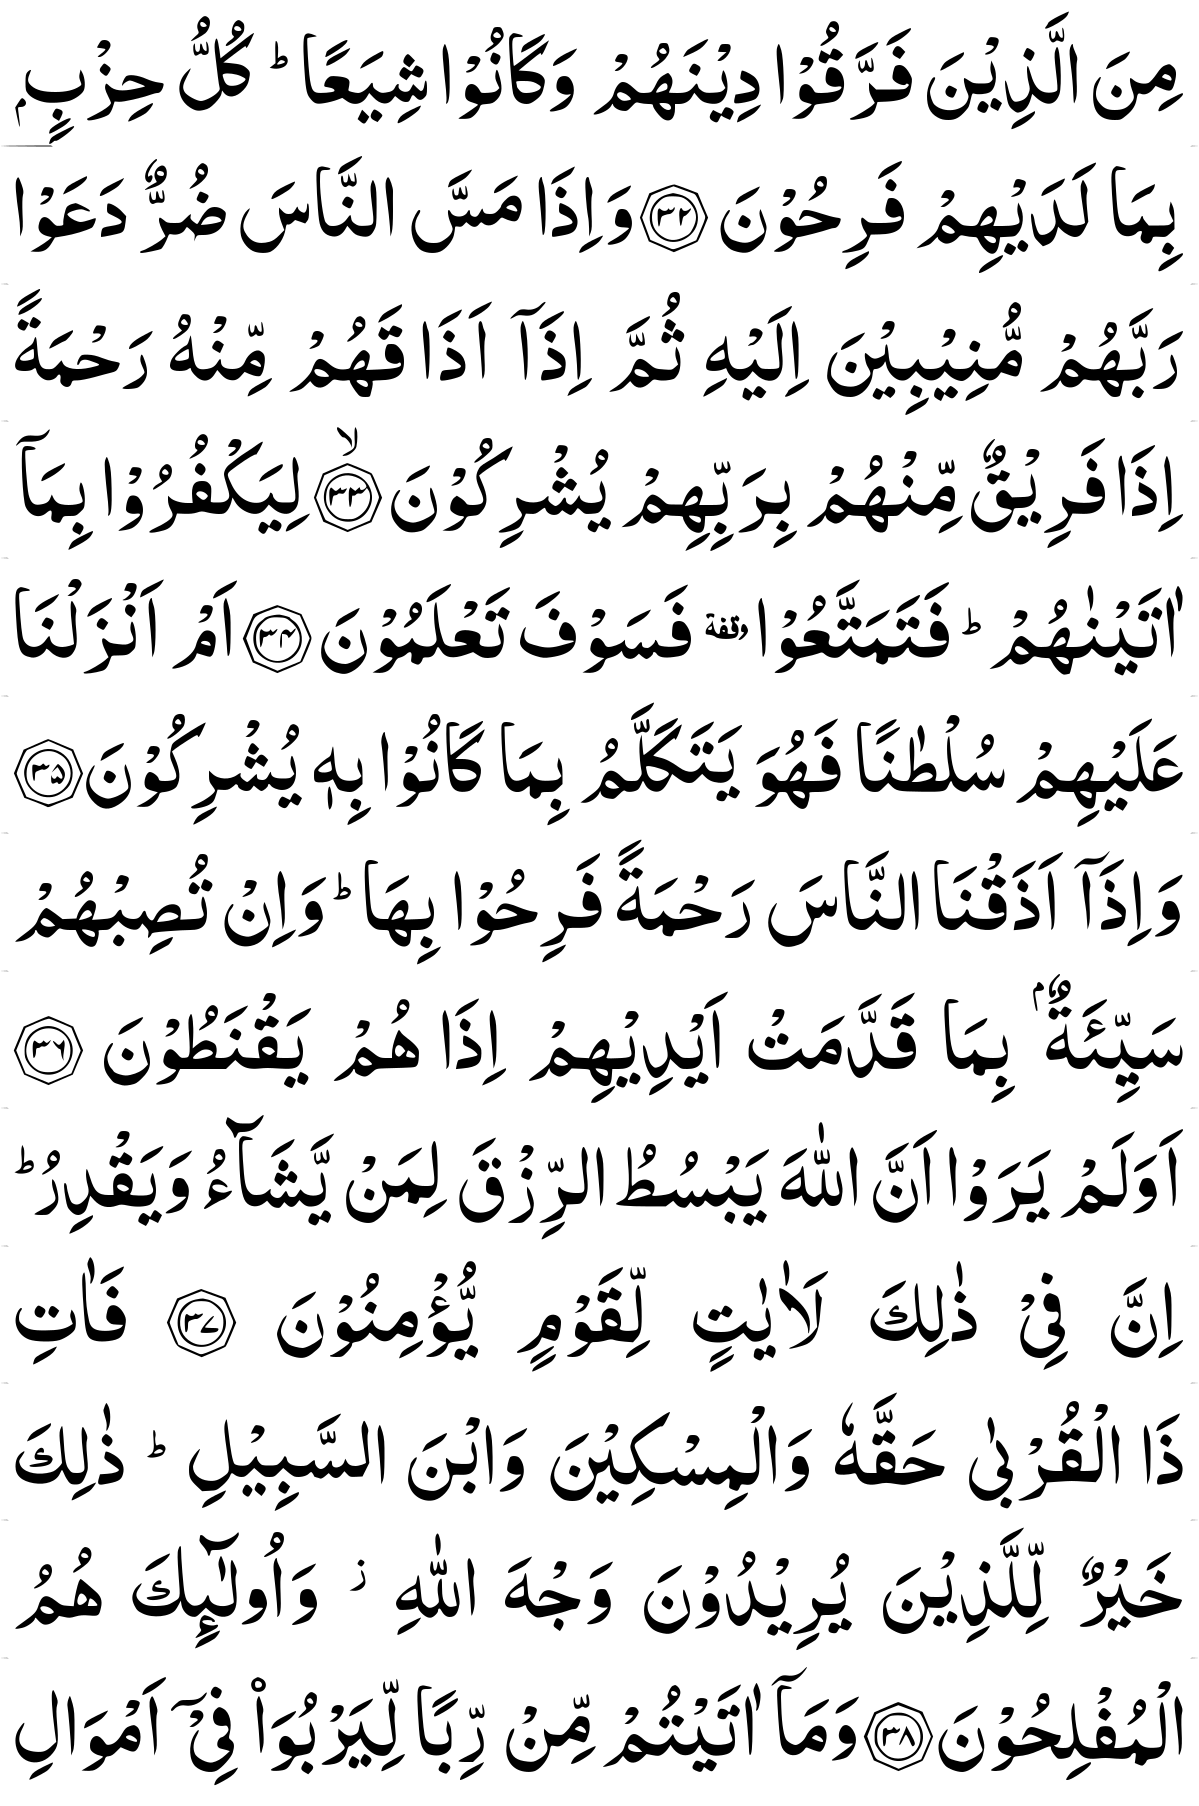 مِنَ الَّذِيْنَ فَرَّقُوْا دِيْنَهُمْ وَكَانُوْا شِيَعًا ؕ كُلُّ حِزْبٍۭ
بِمَا لَدَيْهِمْ فَرِحُوْنَ ﴿۳۲﴾ وَاِذَا مَسَّ النَّاسَ ضُرٌّ دَعَوْا
رَبَّهُمْ مُّنِيْبِيْنَ اِلَيْهِ ثُمَّ اِذَاۤ اَذَاقَهُمْ مِّنْهُ رَحْمَةً
اِذَا فَرِيْقٌ مِّنْهُمْ بِرَبِّهِمْ يُشْرِكُوْنَ ۙ﴿۳۳﴾ لِيَكْفُرُوْا بِمَاۤ
اٰتَيْنٰهُمْ ؕ فَتَمَتَّعُوْا وقفة فَسَوْفَ تَعْلَمُوْنَ ﴿۳۴﴾ اَمْ اَنْزَلْنَا
عَلَيْهِمْ سُلْطٰنًا فَهُوَ يَتَكَلَّمُ بِمَا كَانُوْا بِهٖ يُشْرِكُوْنَ ﴿۳۵﴾
وَاِذَاۤ اَذَقْنَا النَّاسَ رَحْمَةً فَرِحُوْا بِهَا ؕ وَاِنْ تُصِبْهُمْ
سَيِّئَةٌۢ بِمَا قَدَّمَتْ اَيْدِيْهِمْ اِذَا هُمْ يَقْنَطُوْنَ ﴿۳۶﴾
اَوَلَمْ يَرَوْا اَنَّ اللّٰهَ يَبْسُطُ الرِّزْقَ لِمَنْ يَّشَآءُ وَيَقْدِرُ ؕ
اِنَّ فِىْ ذٰلِكَ لَاٰيٰتٍ لِّقَوْمٍ يُّؤْمِنُوْنَ ﴿۳۷﴾ فَاٰتِ
ذَا الْقُرْبٰى حَقَّهٗ وَالْمِسْكِيْنَ وَابْنَ السَّبِيْلِ ؕ ذٰلِكَ
خَيْرٌ لِّلَّذِيْنَ يُرِيْدُوْنَ وَجْهَ اللّٰهِ ز وَاُولٰٓئِكَ هُمُ
الْمُفْلِحُوْنَ ﴿۳۸﴾ وَمَاۤ اٰتَيْتُمْ مِّنْ رِّبًا لِّيَرْبُوَا۟ فِىْۤ اَمْوَالِ